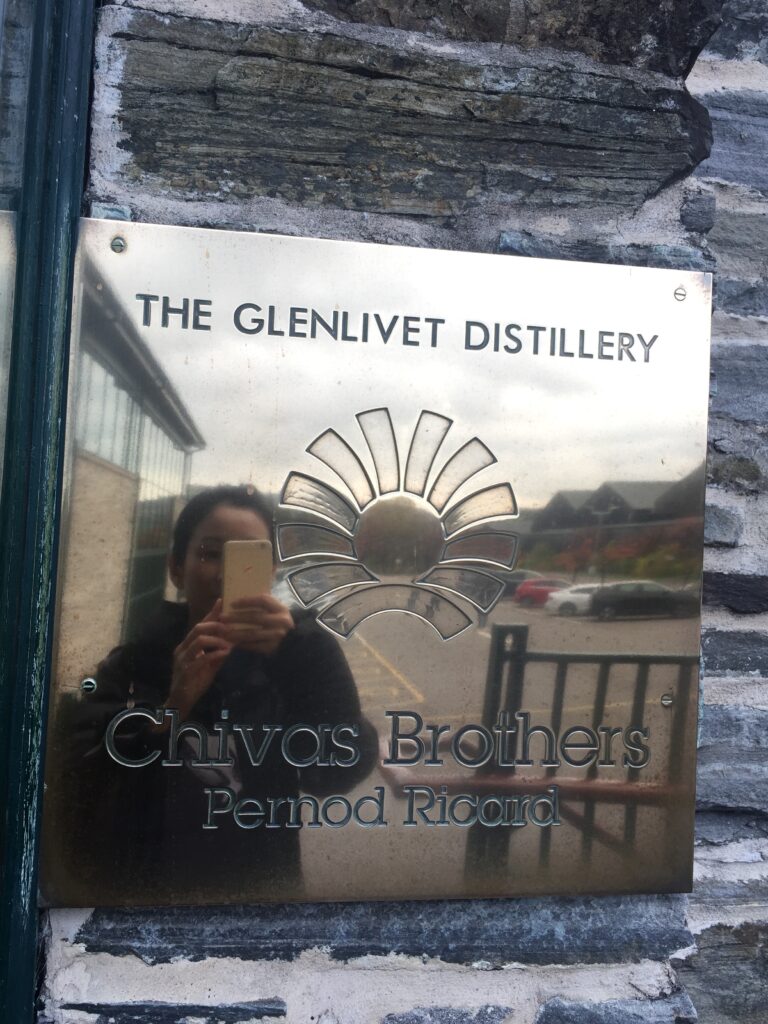 THE GLENLIVET DISTILLERY
Chivas Brothers
Pernod Ricard